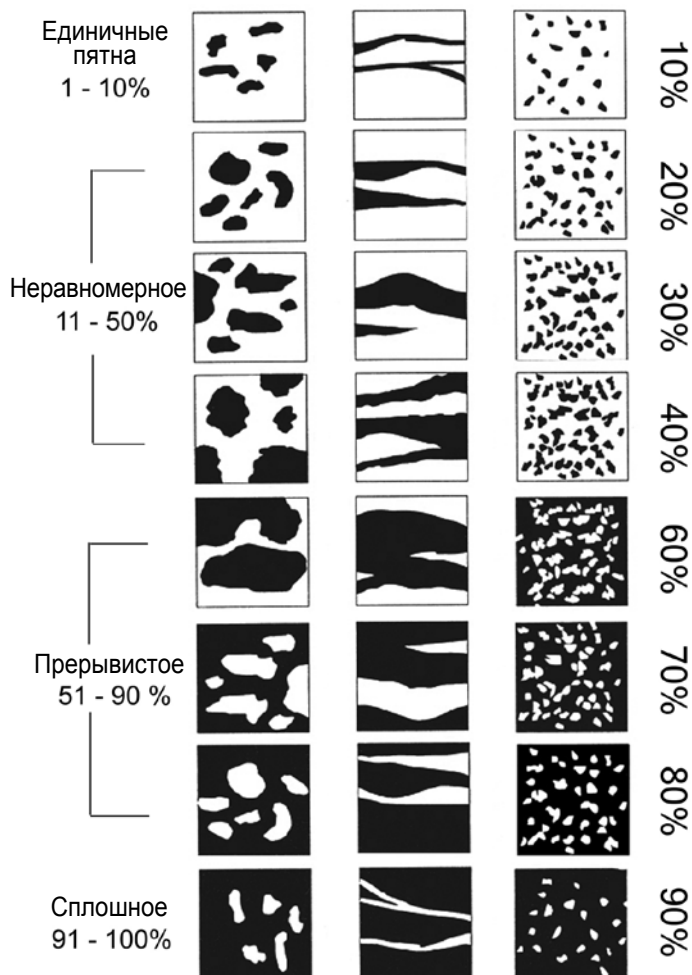 Единичные
пятна
1 - 10%
10%
20%
Неравномерное
11 - 50%
30%
40%
60%
Прерывистое
51 - 90 %
70%
80%
Сплошное
91 - 100%
90%